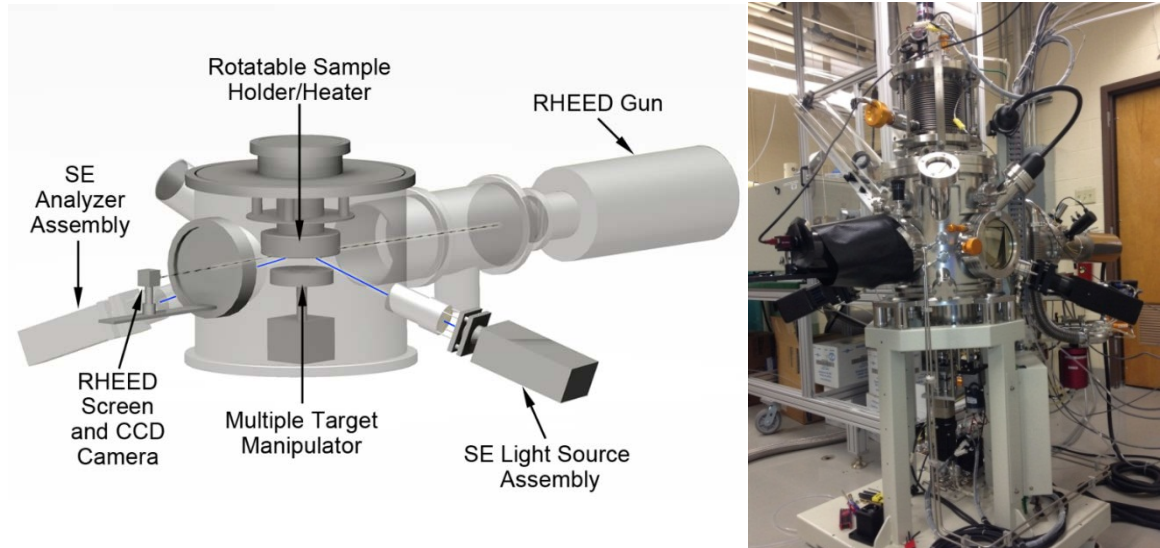 Rotatable Sample
Holder/Heater
RHEED Gun
SE
Analyzer
Assembly
RHEED
Screen
and CCD
Camera
Multiple Target
Manipulator
SE Light Source
Assembly